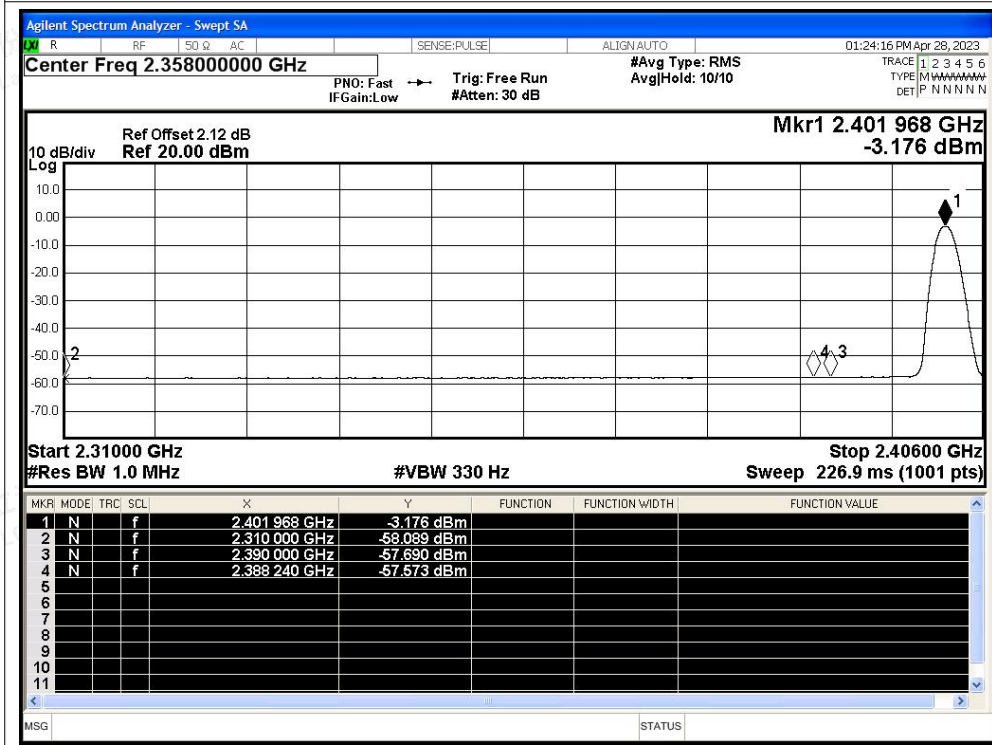 Agilent Spectrum Analyzer - Swept SA
LXI R RF 50 Ω AC SENSE:PULSE ALIGN AUTO 01:24:16 PM Apr 28, 2023
Center Freq 2.358000000 GHz #Avg Type: RMS TRACE 1 2 3 4 5 6
PNO: Fast Trig: Free Run Avg|Hold: 10/10 TYPE M
IFGain:Low #Atten: 30 dB DET P N N N N N
Mkr1 2.401 968 GHz
-3.176 dBm
Ref Offset 2.12 dB
10 dB/div Ref 20.00 dBm
Log
10.0
0.00
-10.0
-20.0
-30.0
-40.0
-50.0
-60.0
-70.0
1
2
4 3
Start 2.31000 GHz Stop 2.40600 GHz
#Res BW 1.0 MHz #VBW 330 Hz Sweep 226.9 ms (1001 pts)
MKR MODE TRC SCL X Y FUNCTION FUNCTION WIDTH FUNCTION VALUE
1 N f 2.401 968 GHz -3.176 dBm
2 N f 2.310 000 GHz -58.089 dBm
3 N f 2.390 000 GHz -57.690 dBm
4 N f 2.388 240 GHz -57.573 dBm
5
6
7
8
9
10
11
MSG STATUS